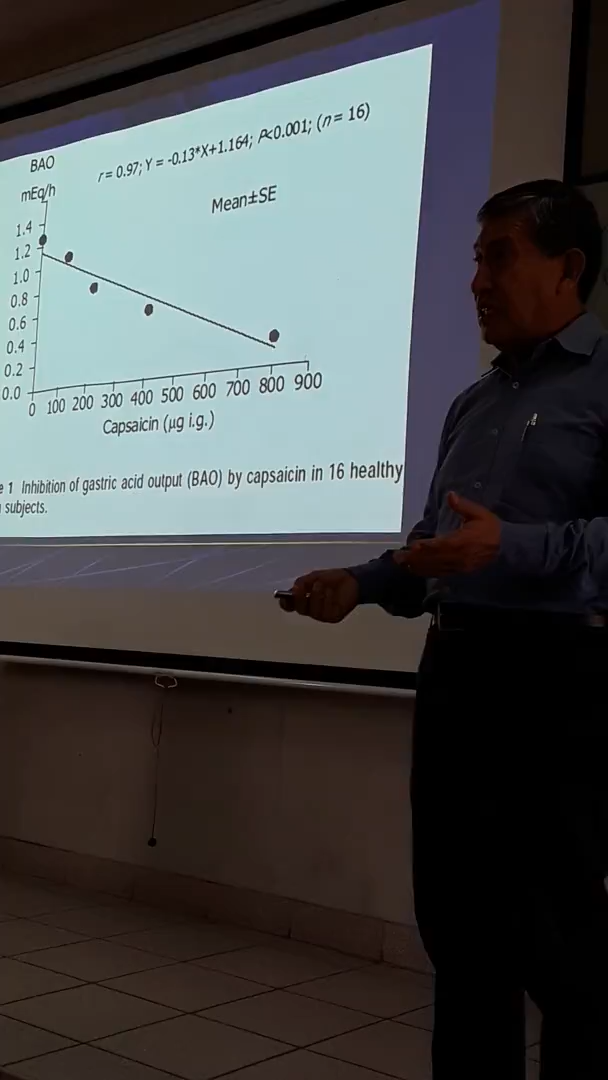 BAO
r = 0.97; Y = -0.13*X+1.164; P<0.001; (n = 16)
mEq/h
Mean±SE
1.4
1.2
1.0
0.8
0.6
0.4
0.2
0.0
0 100 200 300 400 500 600 700 800 900
Capsaicin (μg i.g.)
e 1 Inhibition of gastric acid output (BAO) by capsaicin in 16 healthy
subjects.